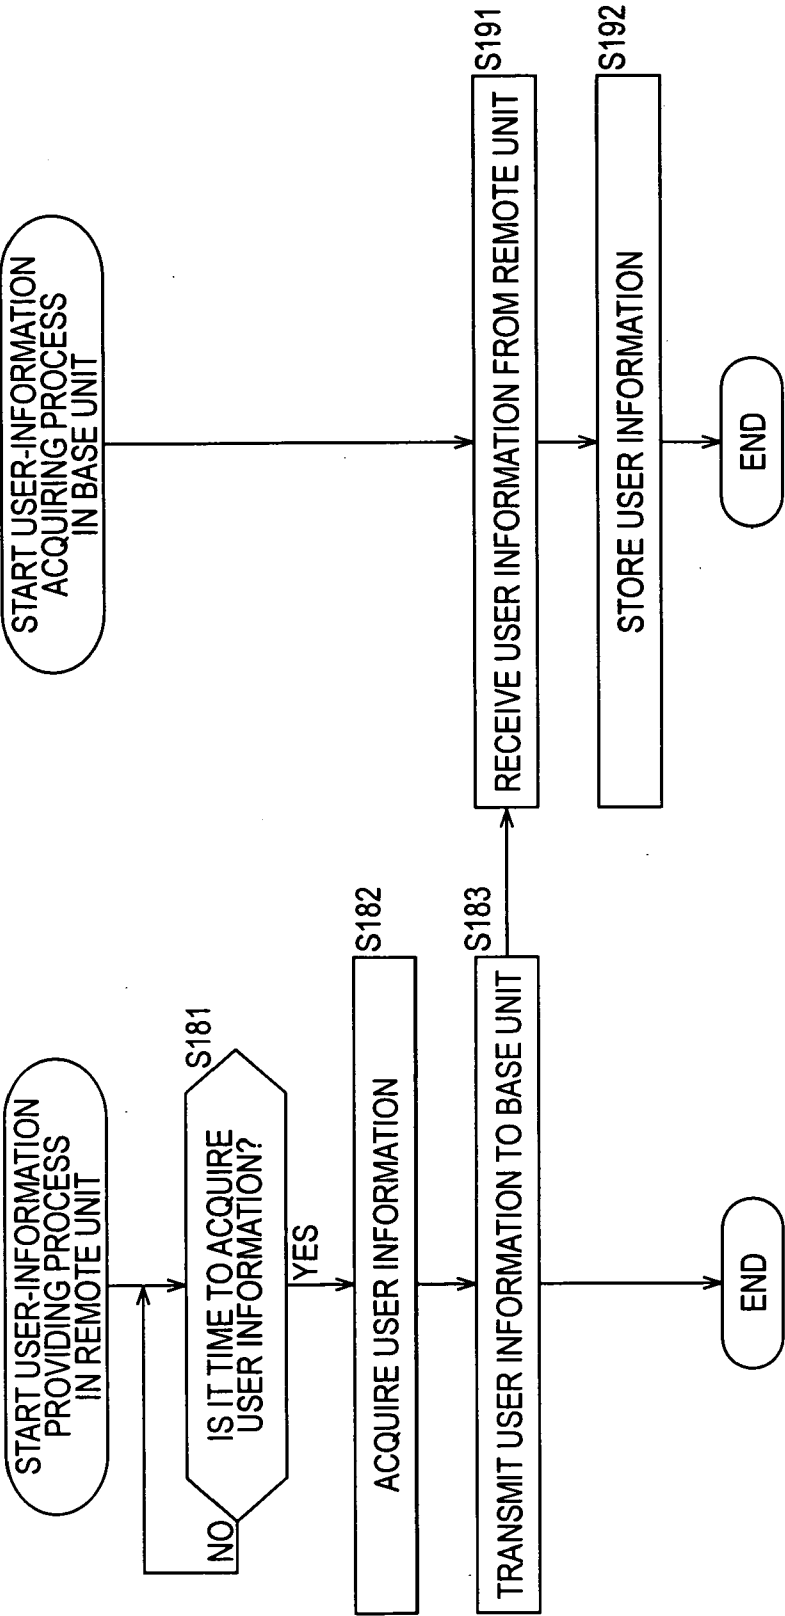 START USER-INFORMATION
PROVIDING PROCESS
IN REMOTE UNIT
S181
IS IT TIME TO ACQUIRE
USER INFORMATION?
NO
YES
S182
ACQUIRE USER INFORMATION
S183
TRANSMIT USER INFORMATION TO BASE UNIT
END
START USER-INFORMATION
ACQUIRING PROCESS
IN BASE UNIT
S191
RECEIVE USER INFORMATION FROM REMOTE UNIT
S192
STORE USER INFORMATION
END